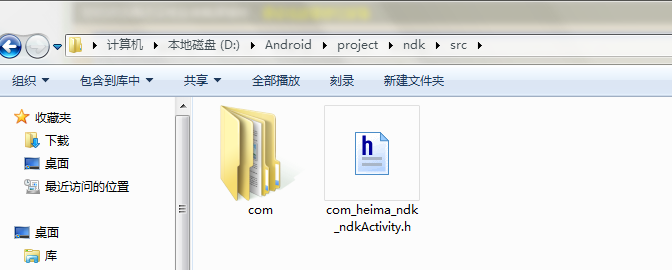 计算机 ▸ 本地磁盘 (D:) ▸ Android ▸ project ▸ ndk ▸ src ▸
组织 包含到库中 共享 全部播放 刻录 新建文件夹
收藏夹
下载
桌面
最近访问的位置
桌面
库
com
h
com_heima_ndk
_ndkActivity.h